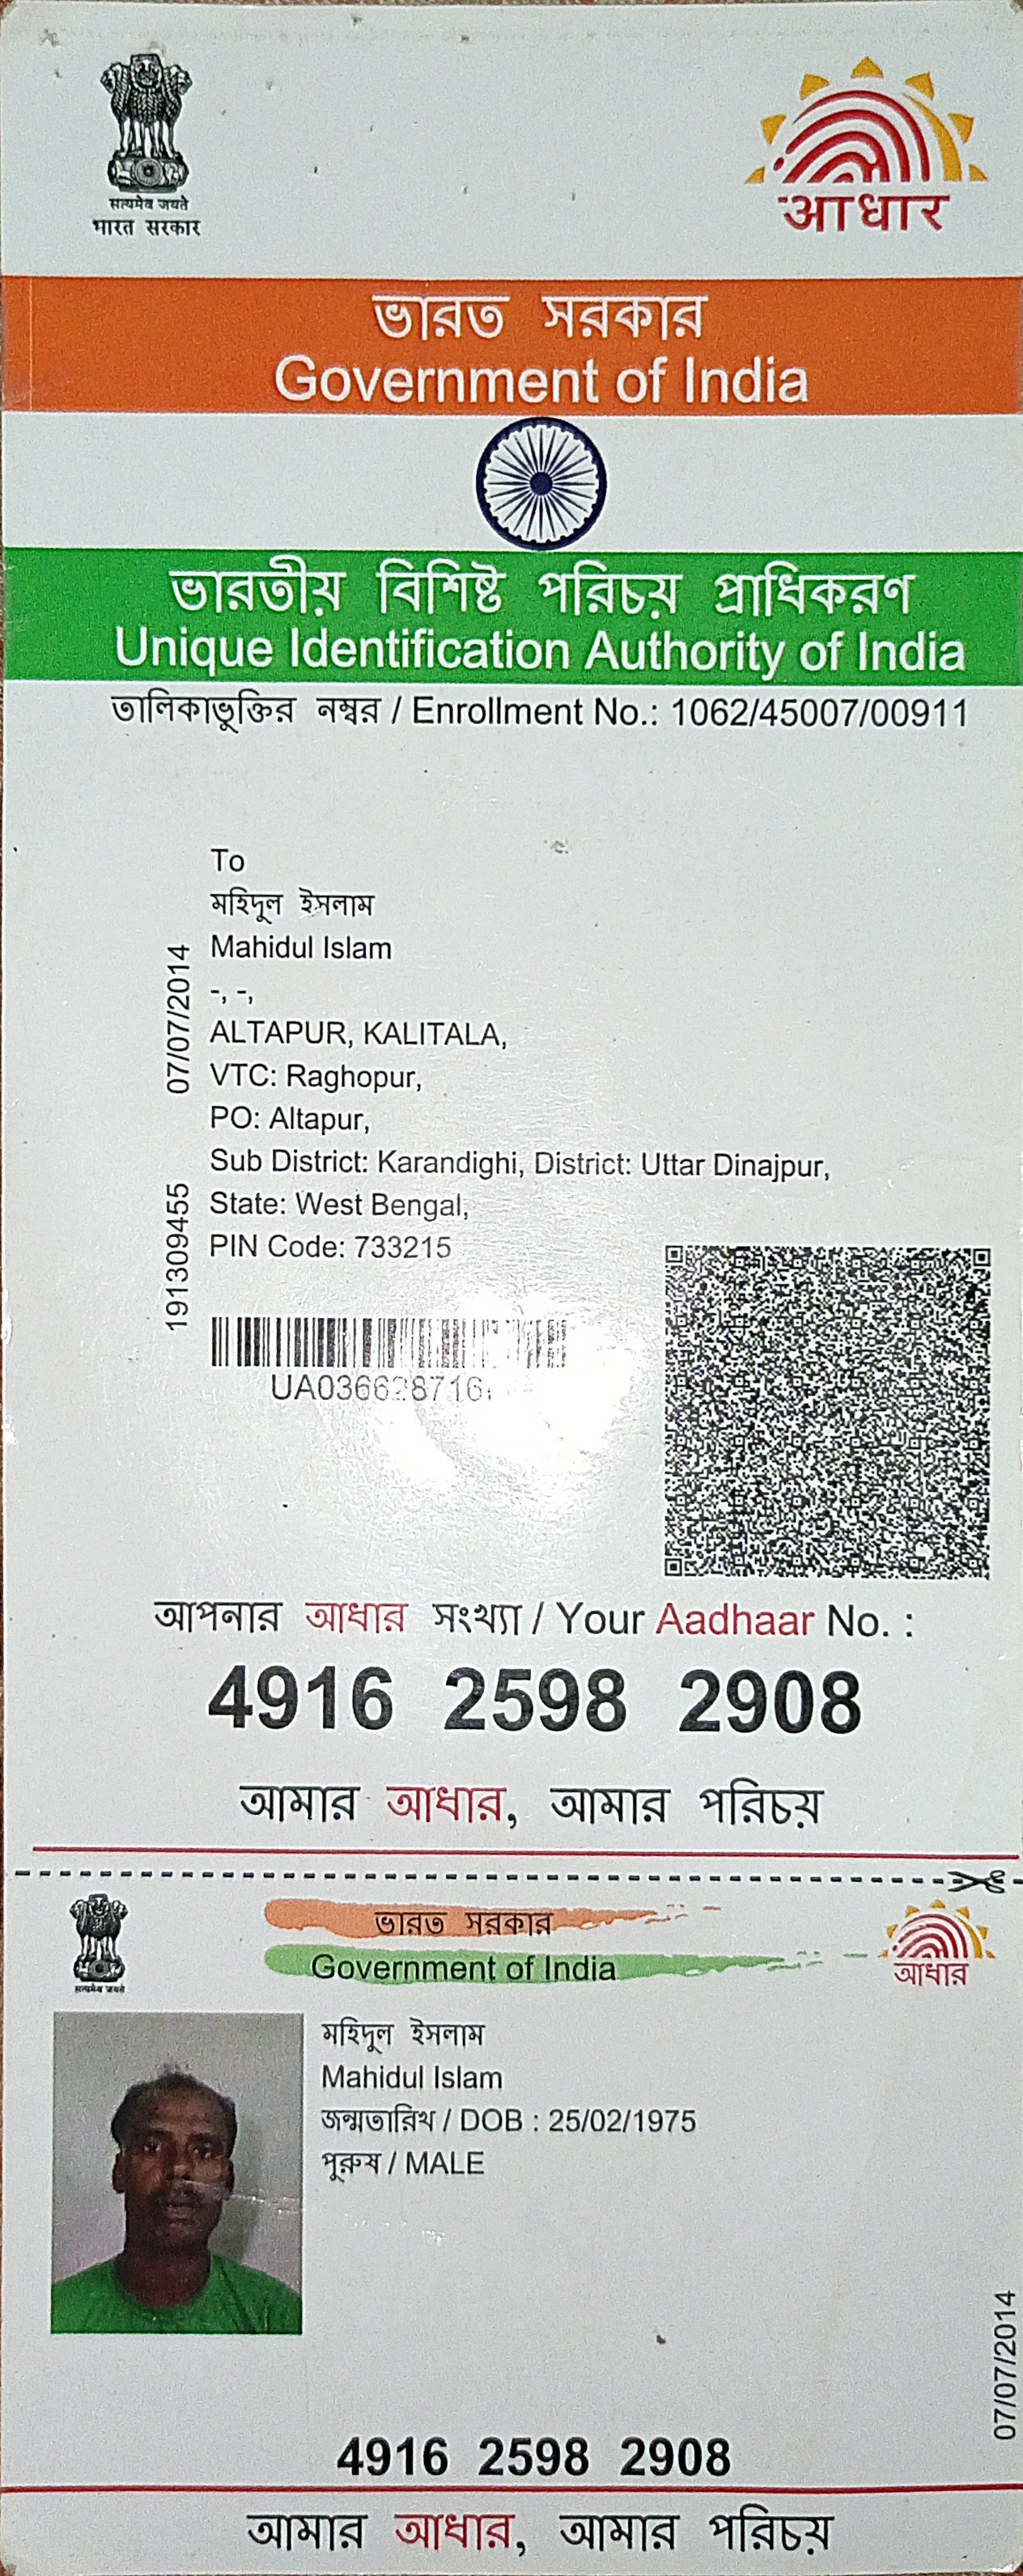 सत्यमेव जयते
भारत सरकार
आधार
ভারত সরকার
Government of India
ভারতীয় বিশিষ্ট পরিচয় প্রাধিকরণ
Unique Identification Authority of India
তালিকাভুক্তির নম্বর / Enrollment No.: 1062/45007/00911
To
মহিদুল ইসলাম
Mahidul Islam
-, -,
ALTAPUR, KALITALA,
VTC: Raghopur,
PO: Altapur,
Sub District: Karandighi, District: Uttar Dinajpur,
State: West Bengal,
PIN Code: 733215
07/07/2014
191309455
আপনার আধার সংখ্যা / Your Aadhaar No. :
4916 2598 2908
আমার আধার, আমার পরিচয়
सत्यमेव जयते
ভারত সরকার
Government of India
আধার
মহিদুল ইসলাম
Mahidul Islam
জন্মতারিখ / DOB : 25/02/1975
পুরুষ / MALE
07/07/2014
4916 2598 2908
আমার আধার, আমার পরিচয়